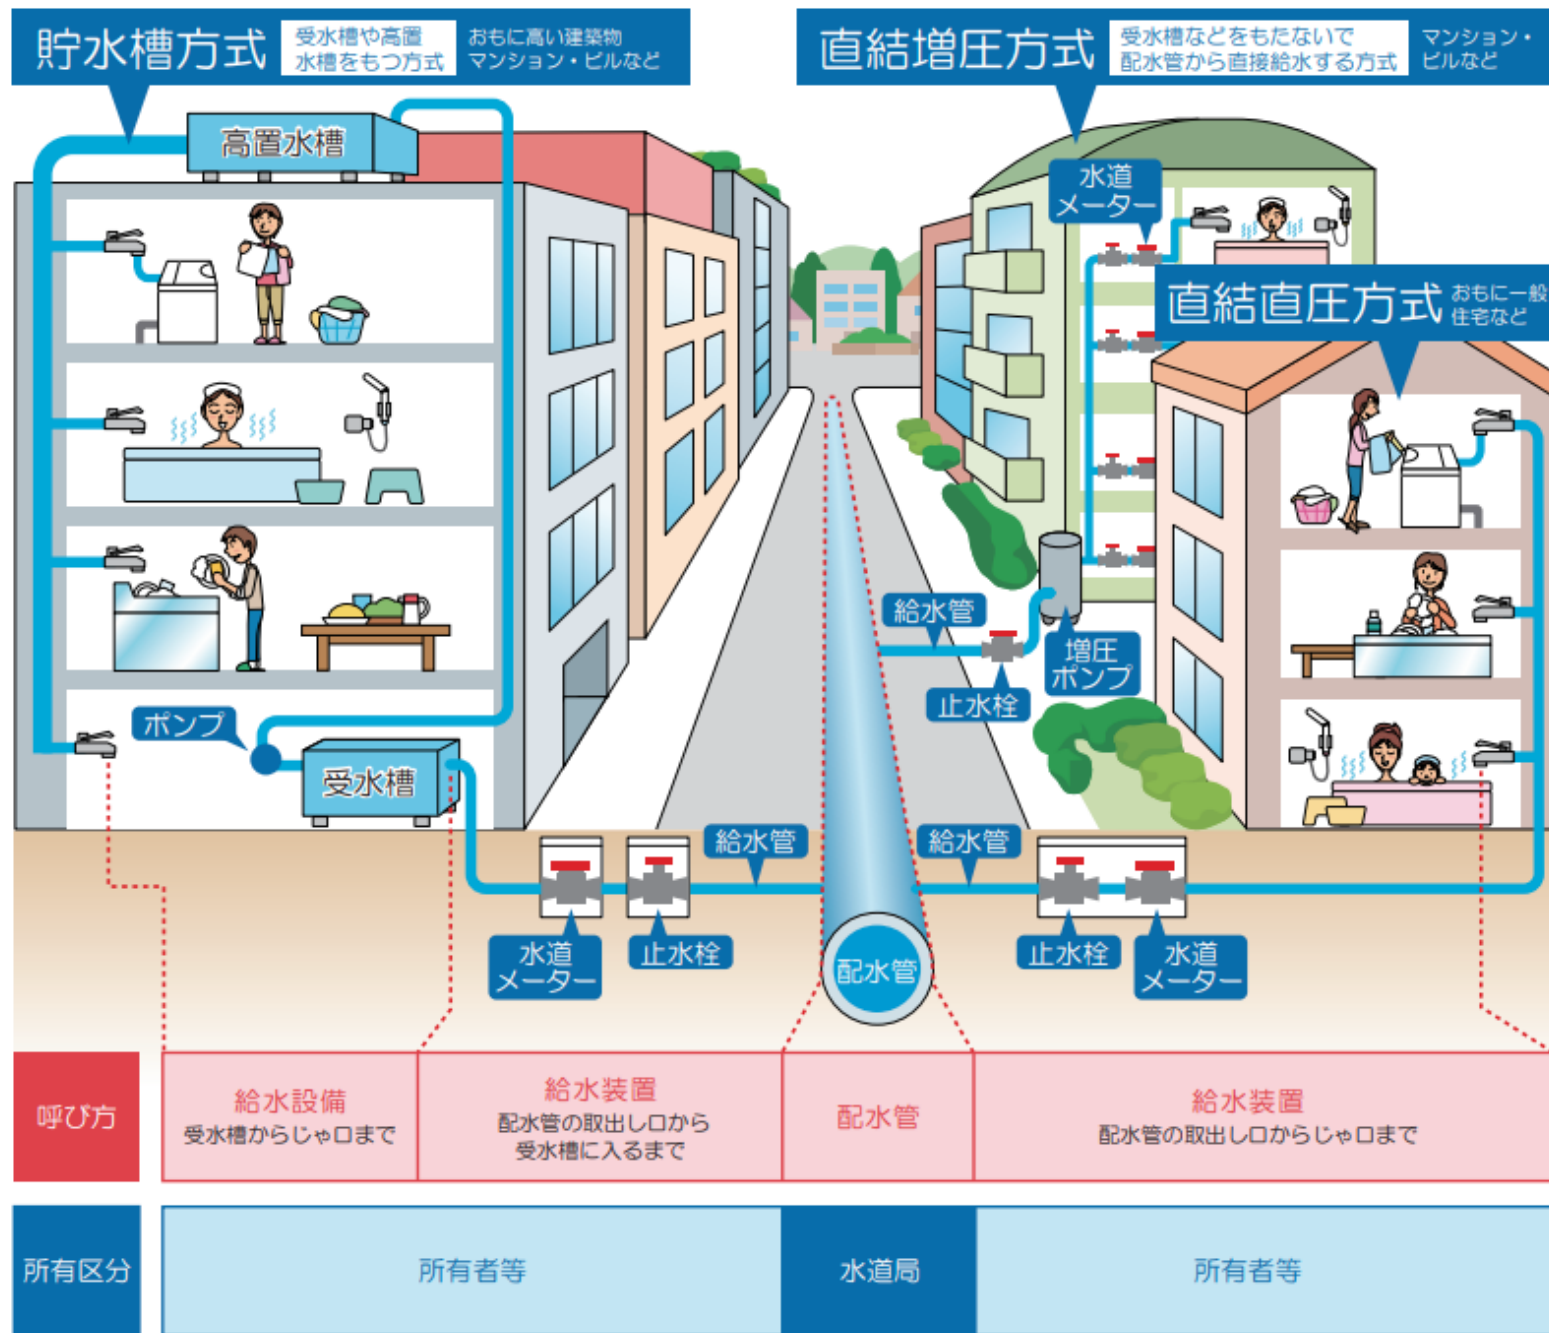 貯水槽方式
受水槽や高置
水槽をもつ方式
おもに高い建築物
マンション・ビルなど
直結増圧方式
受水槽などをもたないで
配水管から直接給水する方式
マンション・
ビルなど
高置水槽
水道
メーター
直結直圧方式
おもに一般
住宅など
給水管
増圧
ポンプ
止水栓
ポンプ
受水槽
給水管
給水管
水道
メーター
止水栓
配水管
止水栓
水道
メーター
呼び方
給水設備
受水槽からじゃ口まで
給水装置
配水管の取出し口から
受水槽に入るまで
配水管
給水装置
配水管の取出し口からじゃ口まで
所有区分
所有者等
水道局
所有者等